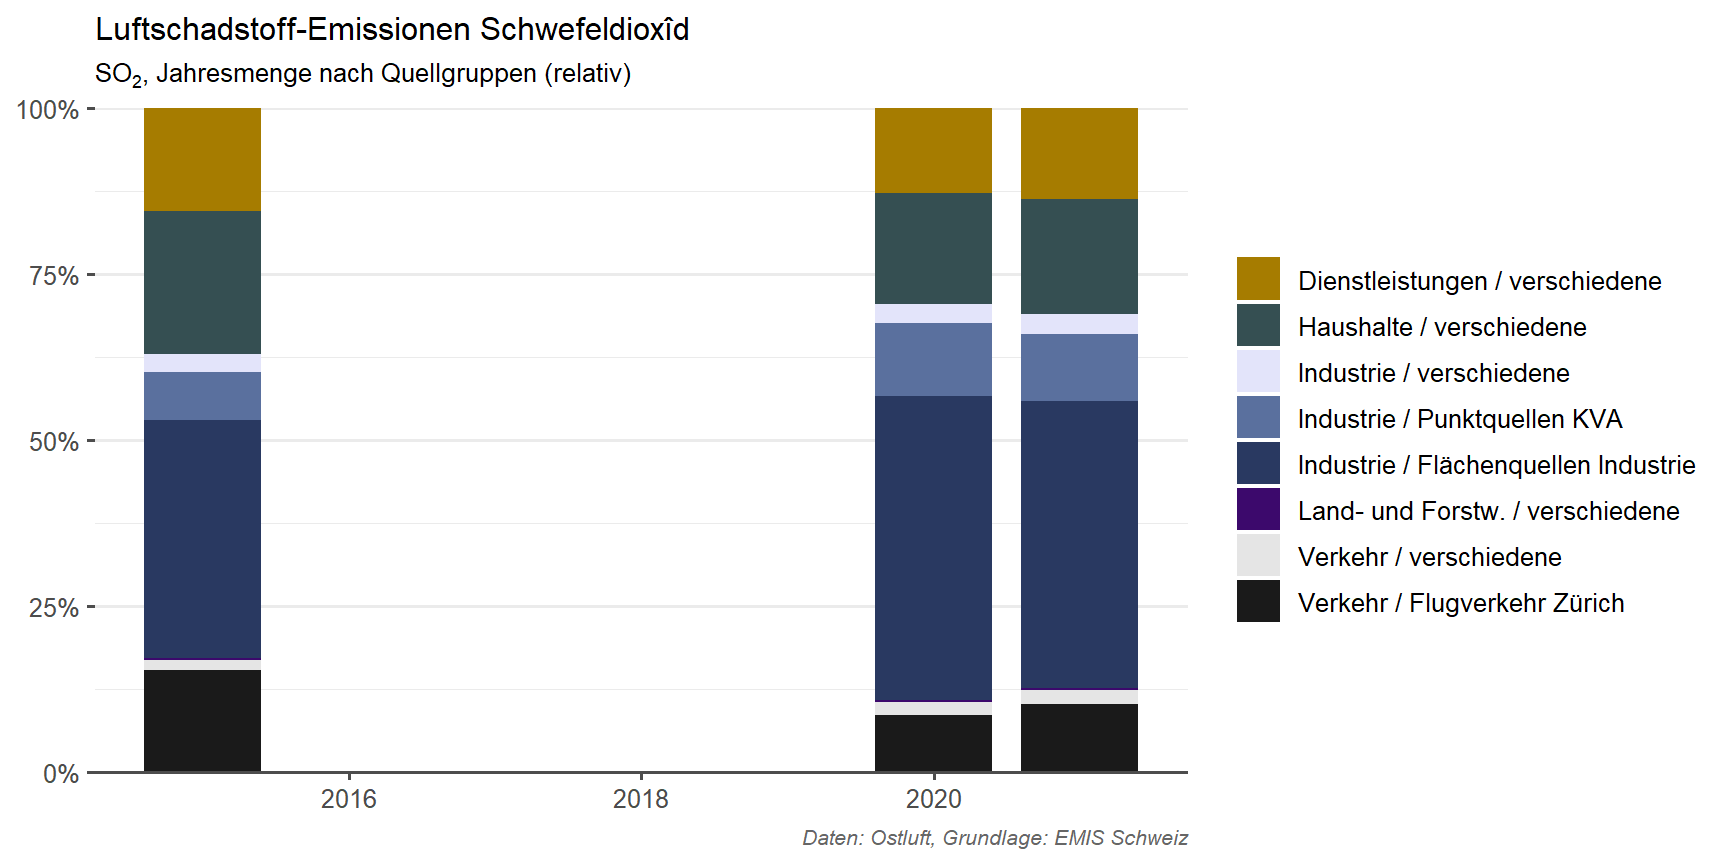 Luftschadstoff-Emissionen Schwefeldioxîd
SO₂, Jahresmenge nach Quellgruppen (relativ)
100%
75%
50%
25%
0%
2016 2018 2020
Dienstleistungen / verschiedene
Haushalte / verschiedene
Industrie / verschiedene
Industrie / Punktquellen KVA
Industrie / Flächenquellen Industrie
Land- und Forstw. / verschiedene
Verkehr / verschiedene
Verkehr / Flugverkehr Zürich
Daten: Ostluft, Grundlage: EMIS Schweiz